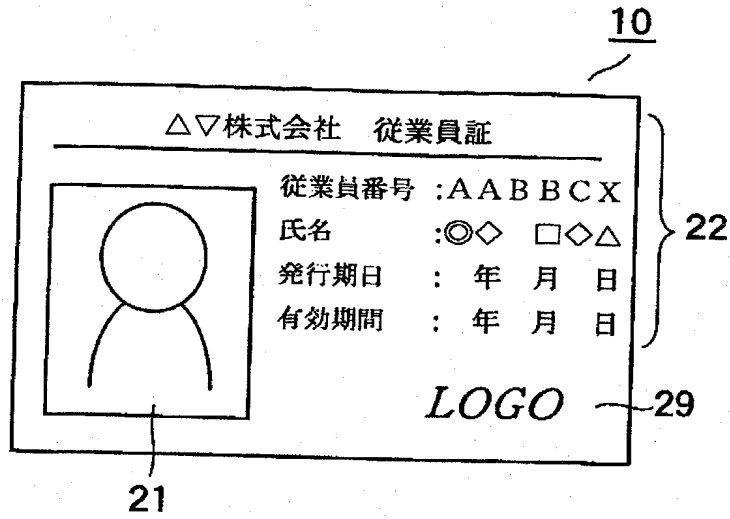 10
△▽株式会社 従業員証
従業員番号 :AABBCX
氏名 :◎◇ □◇△
発行期日 : 年 月 日
有効期間 : 年 月 日
22
LOGO
29
21